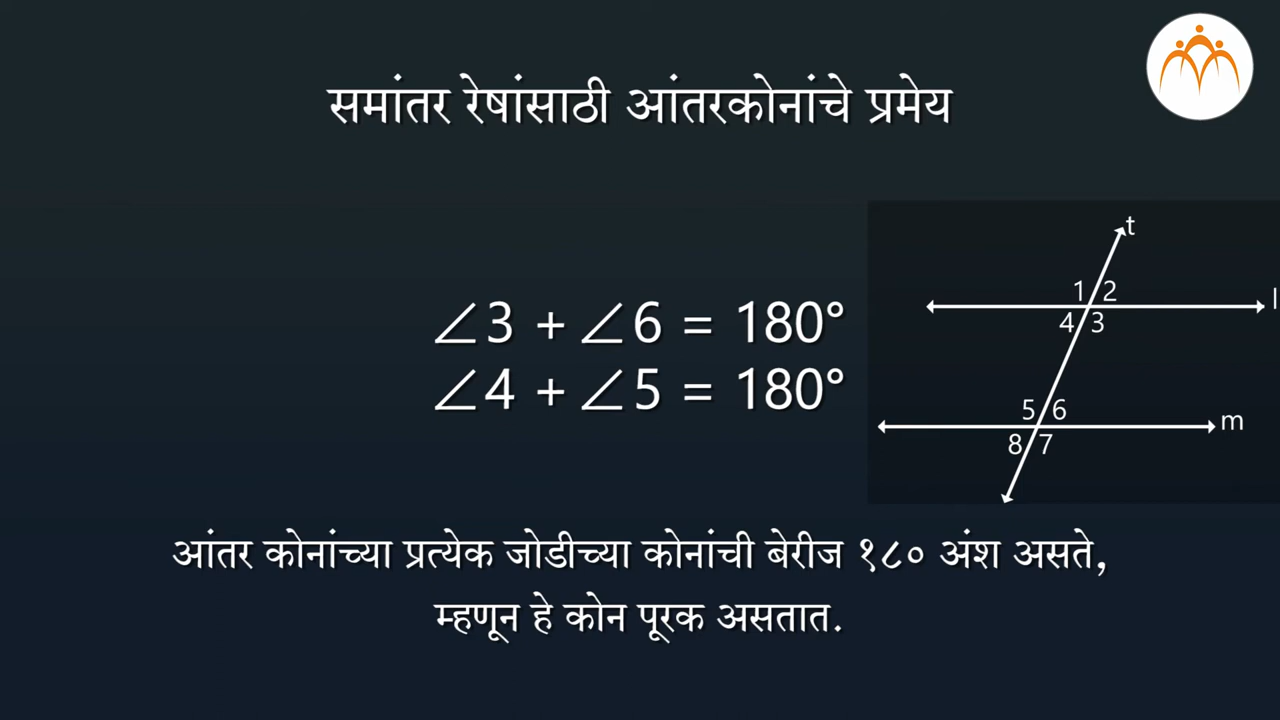 समांतर रेषांसाठी आंतरकोनांचे प्रमेय
∠3 + ∠6 = 180°
∠4 + ∠5 = 180°
t
1 2
l
4 3
5 6
m
8 7
आंतर कोनांच्या प्रत्येक जोडीच्या कोनांची बेरीज १८० अंश असते,
म्हणून हे कोन पूरक असतात.